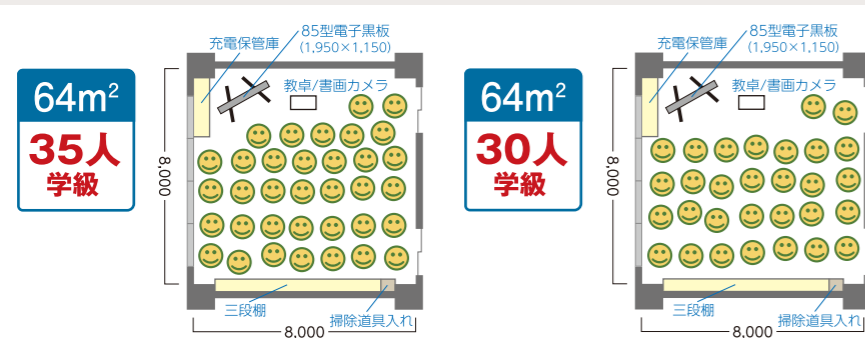 64m²
35人
学級
充電保管庫
85型電子黒板
(1,950×1,150)
教卓/書画カメラ
8,000
三段棚
掃除道具入れ
8,000
64m²
30人
学級
充電保管庫
85型電子黒板
(1,950×1,150)
教卓/書画カメラ
8,000
三段棚
掃除道具入れ
8,000